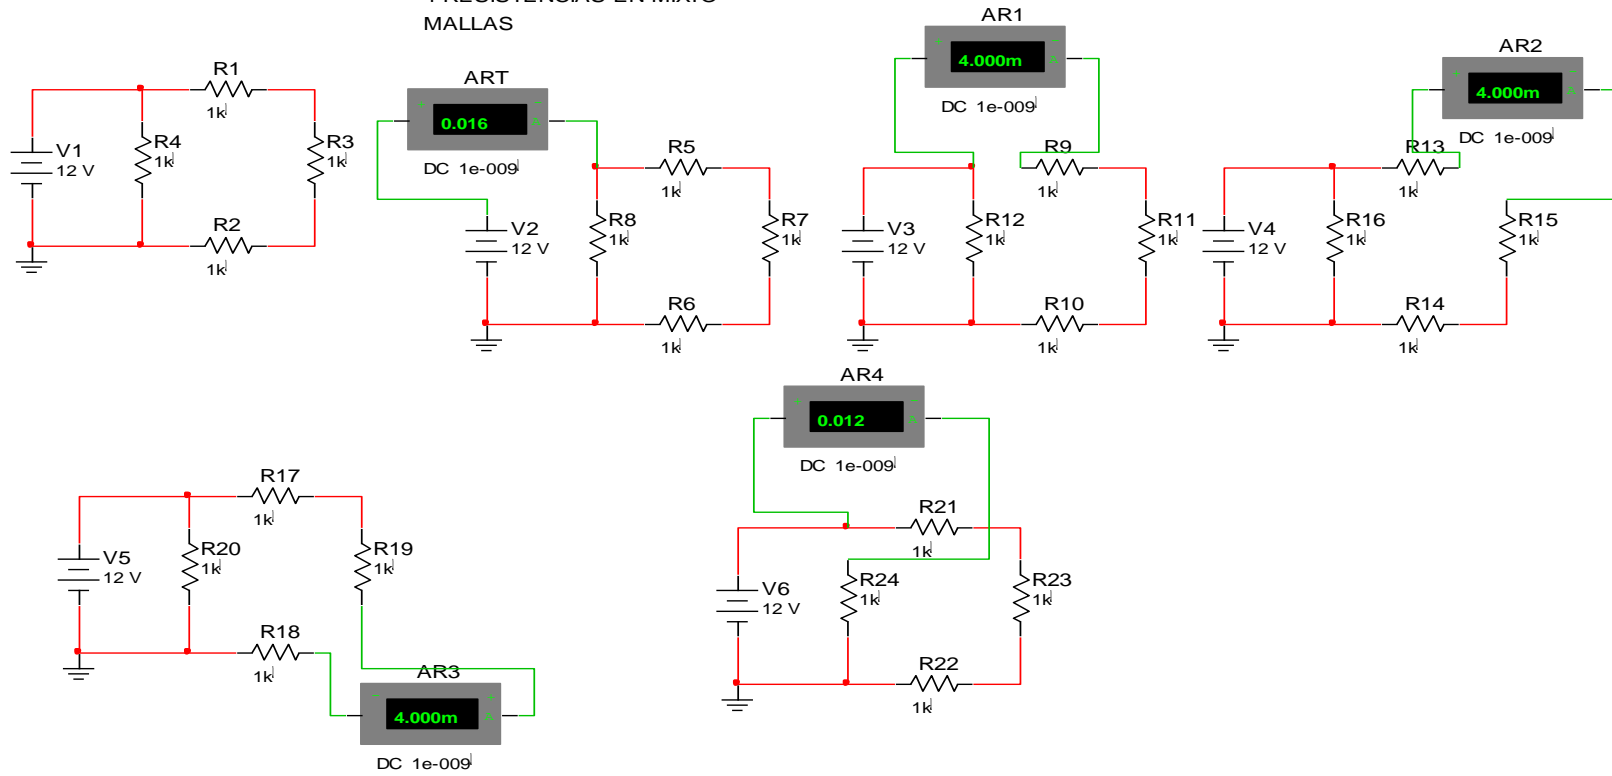 4 RESISTENCIAS EN MIXTO
MALLAS
R1
1k
R4
1k
R3
1k
V1
12 V
R2
1k
ART
0.016
A
DC 1e-009
R5
1k
V2
12 V
R8
1k
R7
1k
R6
1k
AR1
4.000m
A
DC 1e-009
R9
1k
V3
12 V
R12
1k
R11
1k
R10
1k
AR2
4.000m
A
DC 1e-009
R13
1k
V4
12 V
R16
1k
R15
1k
R14
1k
R17
1k
V5
12 V
R20
1k
R19
1k
R18
1k
AR3
4.000m
A
DC 1e-009
AR4
0.012
A
DC 1e-009
R21
1k
V6
12 V
R24
1k
R23
1k
R22
1k